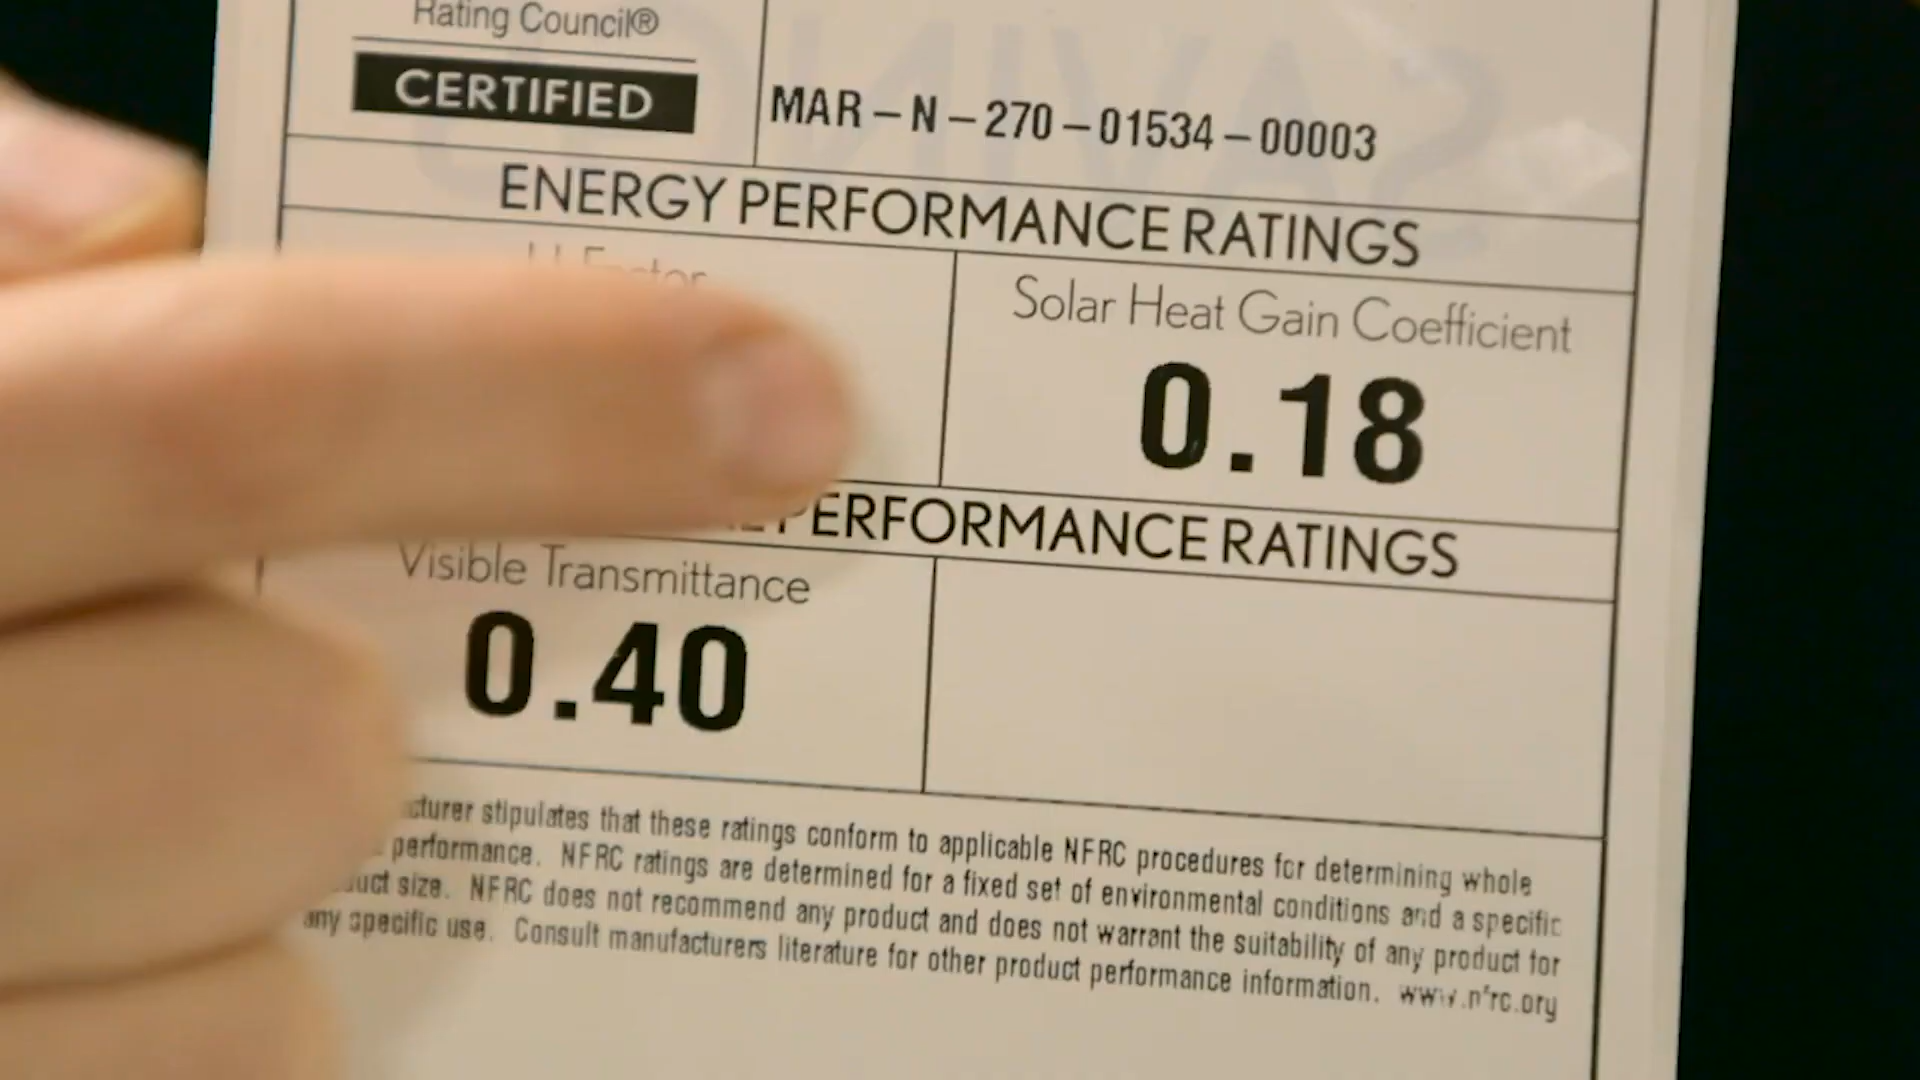 Rating Council®
CERTIFIED
MAR-N-270-01534-00003
ENERGY PERFORMANCE RATINGS
Solar Heat Gain Coefficient
0.18
PERFORMANCE RATINGS
Visible Transmittance
0.40
stipulates that these ratings conform to applicable NFRC procedures for determining whole
performance. NFRC ratings are determined for a fixed set of environmental conditions and a specific
size. NFRC does not recommend any product and does not warrant the suitability of any product for
any specific use. Consult manufacturers literature for other product performance information. www.nfrc.org